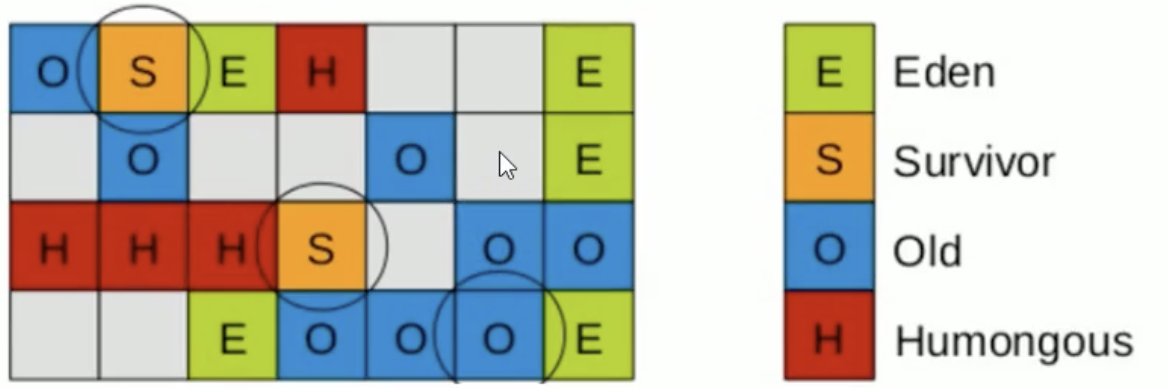 O S E H E
O O E
H H H S O O
E O O O E
E Eden
S Survivor
O Old
H Humongous